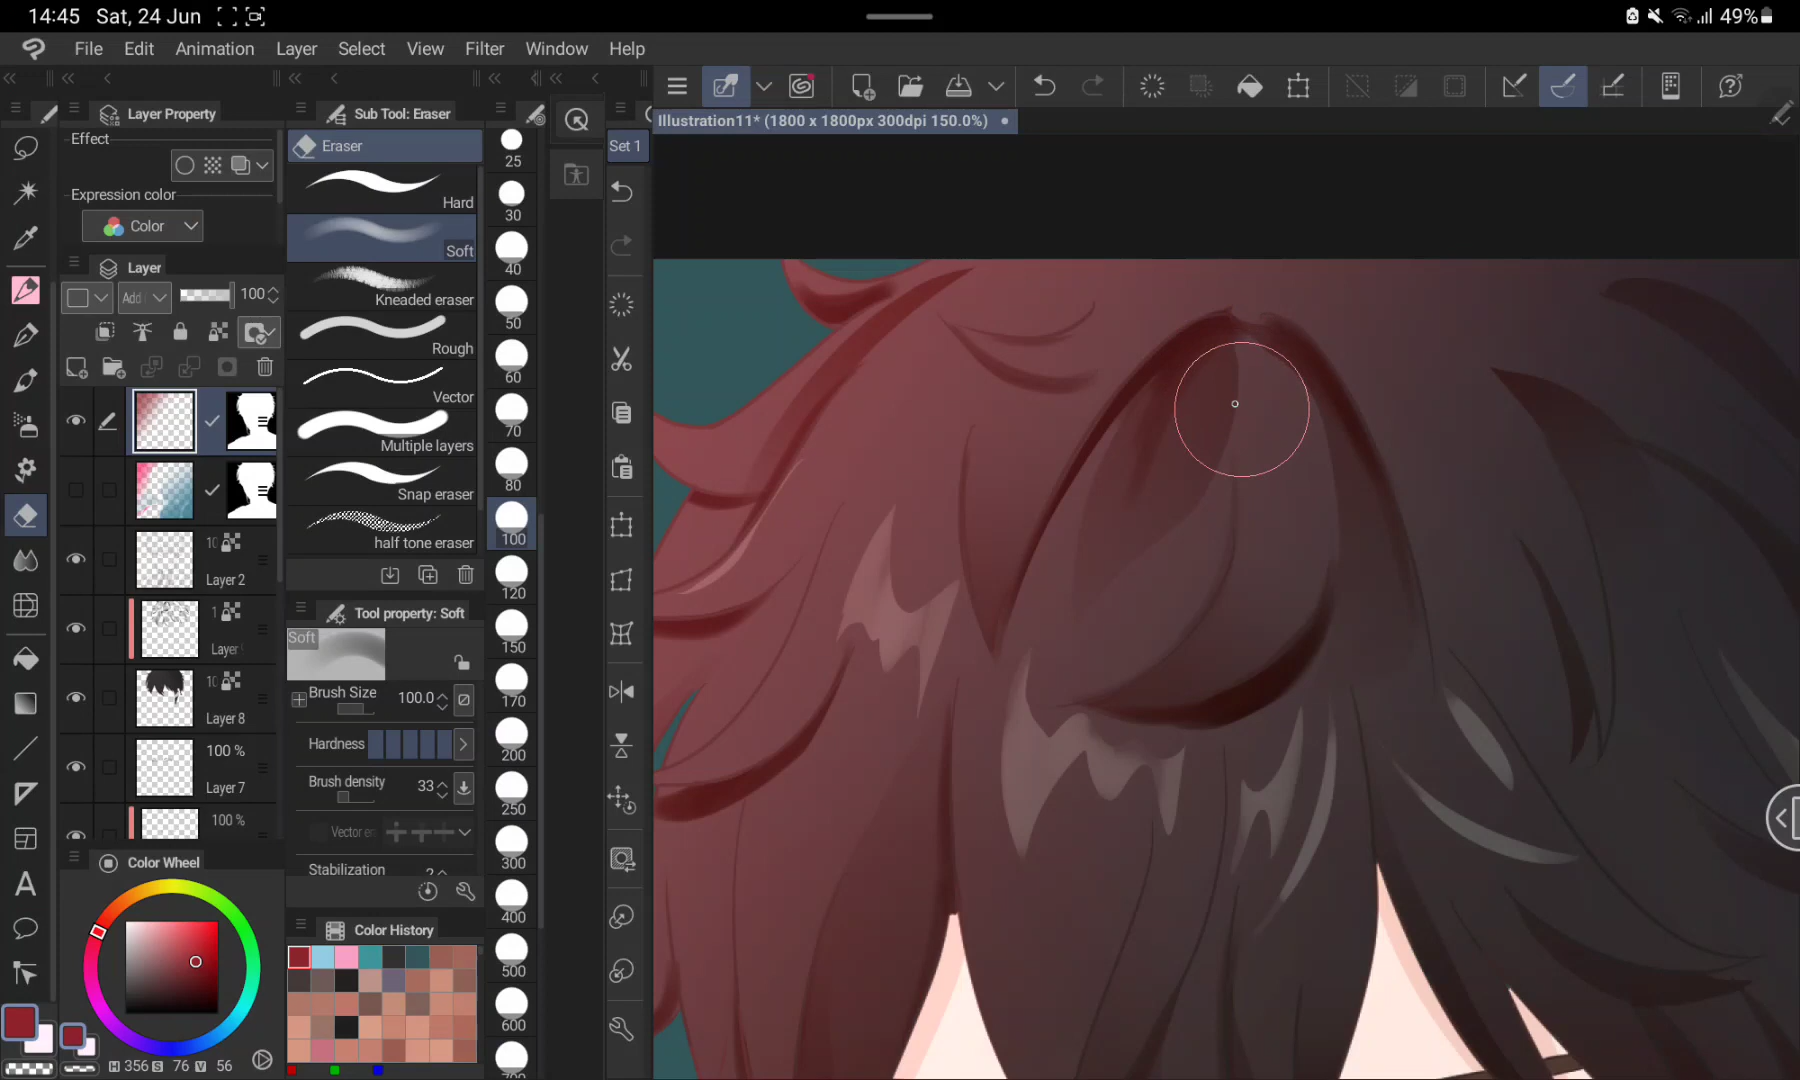 14:45 Sat, 24 Jun
49%
File Edit Animation Layer Select View Filter Window Help
Layer Property
Effect
Expression color
Color
Layer
100
Layer 2
Layer
Layer 8
100 %
Layer 7
100 %
Color Wheel
H 356 S 76 V 56
Sub Tool: Eraser
Eraser
Hard
Soft
Kneaded eraser
Rough
Vector
Multiple layers
Snap eraser
half tone eraser
Tool property: Soft
Soft
Brush Size 100.0
Hardness
Brush density 33
Vector er
Stabilization
Color History
25
30
40
50
60
70
80
100
120
150
170
200
250
300
400
500
600
Set 1
Illustration11* (1800 x 1800px 300dpi 150.0%)